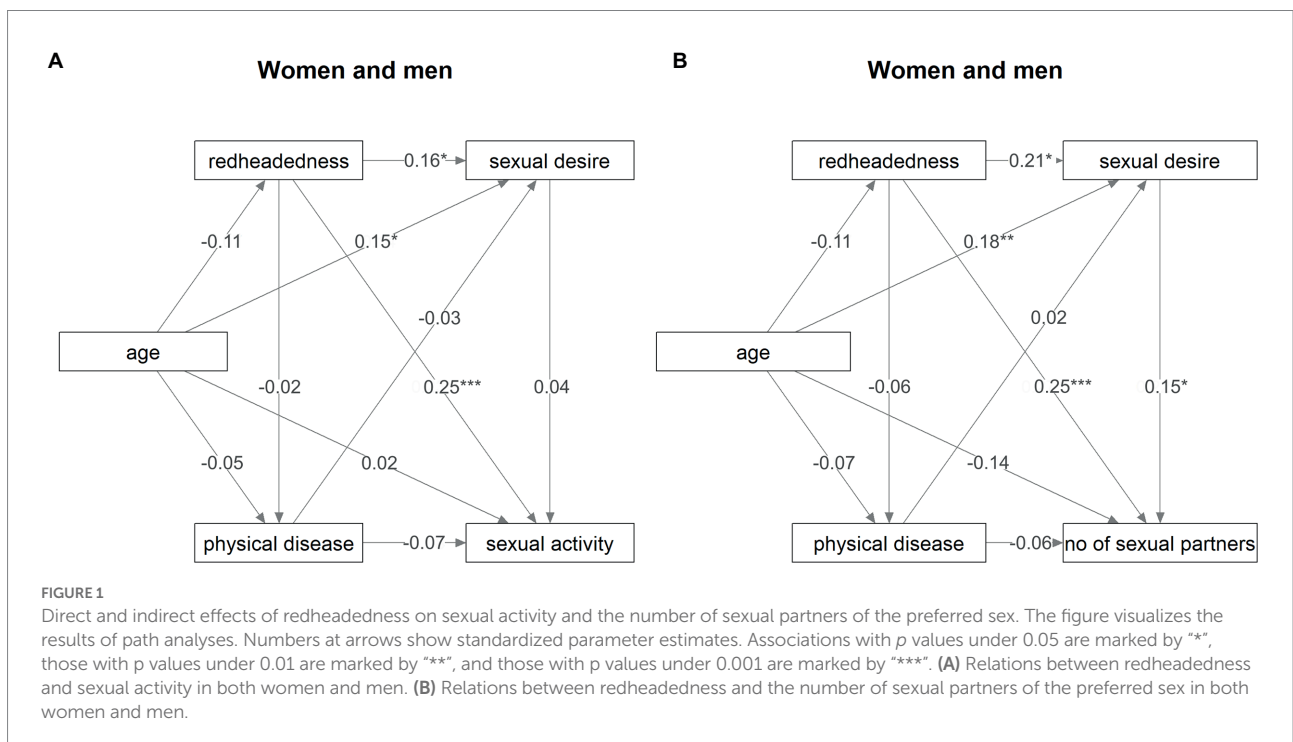 A
Women and men
redheadedness
0.16*
sexual desire
-0.11
0.15*
-0.03
age
-0.02
0.25***
0.04
-0.05
0.02
physical disease
-0.07
sexual activity
B
Women and men
redheadedness
0.21*
sexual desire
-0.11
0.18**
0.02
age
-0.06
0.25***
0.15*
-0.07
-0.14
physical disease
-0.06
no of sexual partners
FIGURE 1
Direct and indirect effects of redheadedness on sexual activity and the number of sexual partners of the preferred sex. The figure visualizes the
results of path analyses. Numbers at arrows show standardized parameter estimates. Associations with p values under 0.05 are marked by "*",
those with p values under 0.01 are marked by "**", and those with p values under 0.001 are marked by "***". (A) Relations between redheadedness
and sexual activity in both women and men. (B) Relations between redheadedness and the number of sexual partners of the preferred sex in both
women and men.